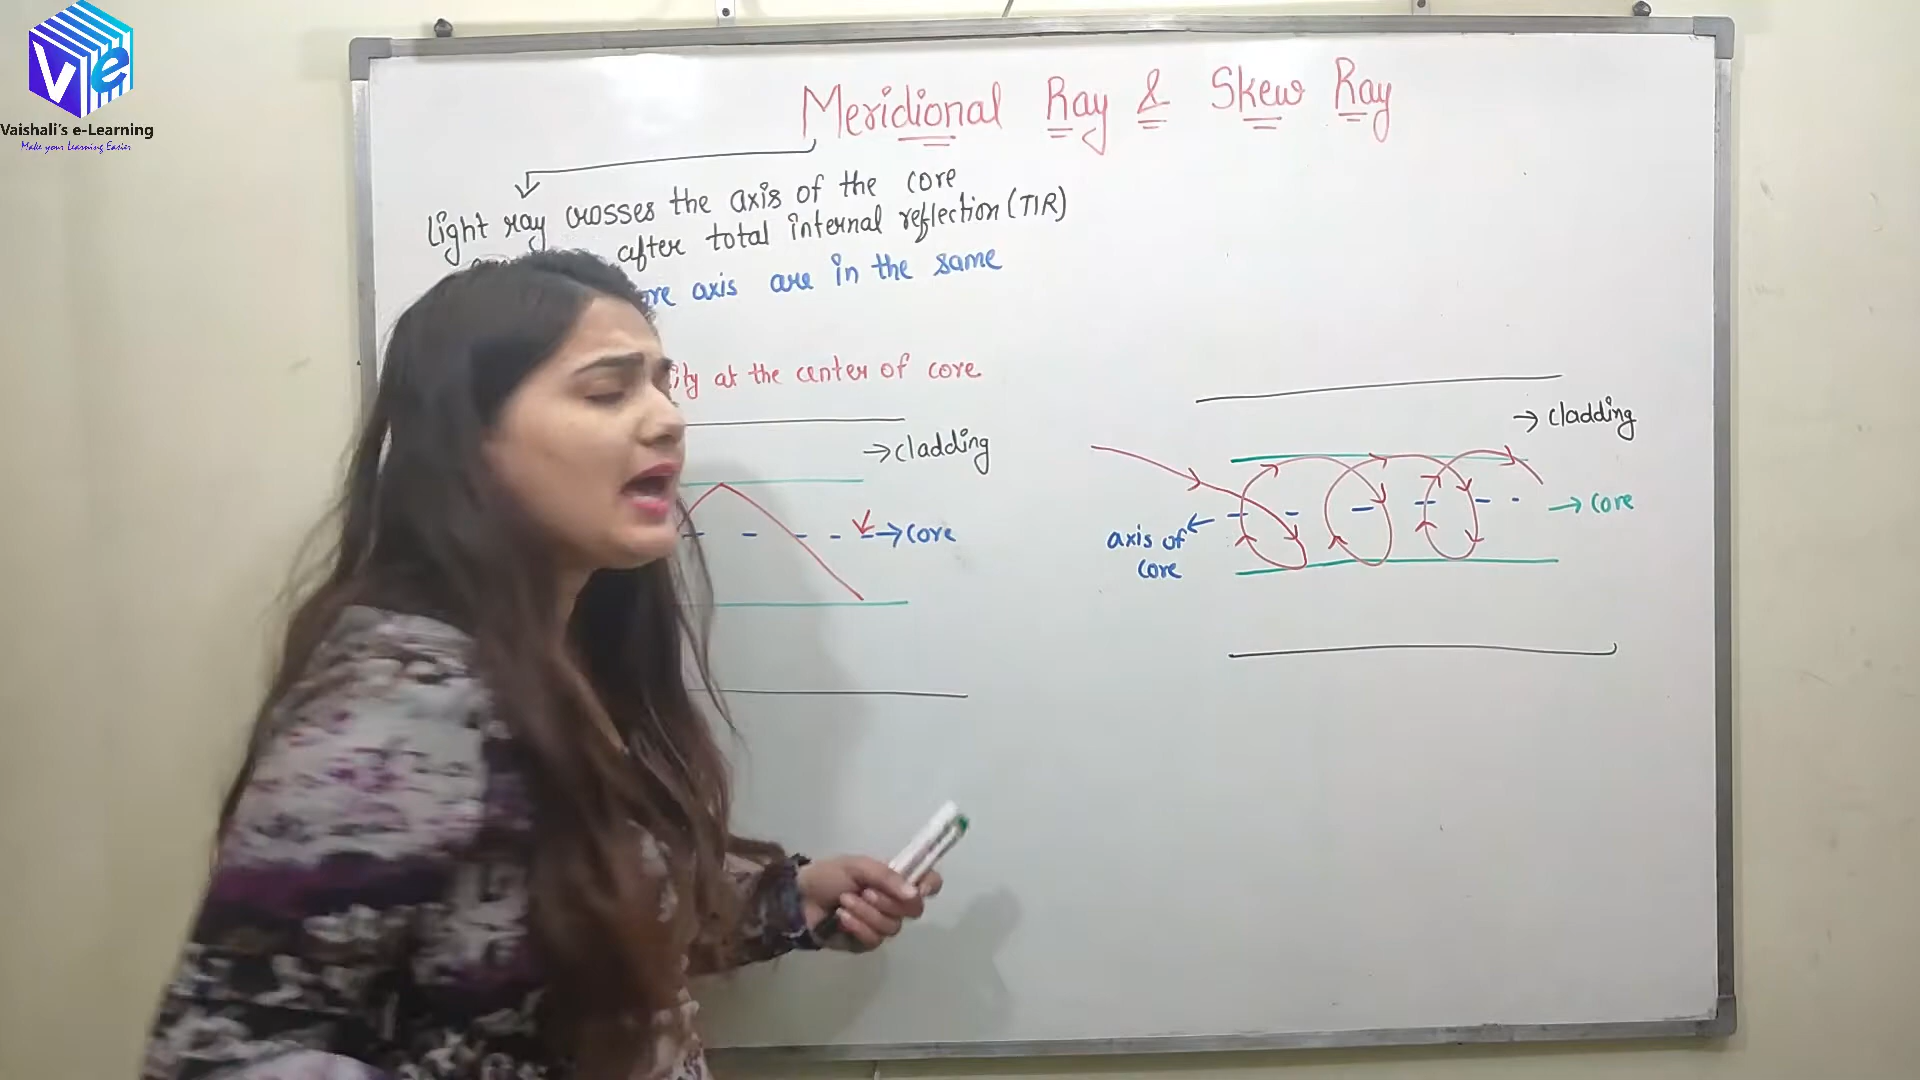 Vaishali's e-Learning
Make your Learning Easier
Meridional Ray & Skew Ray
Light ray crosses the axis of the core
after total internal reflection (TIR)
axis are in the same
at the center of core
→ cladding
→ core
→ cladding
→ core
axis of
core